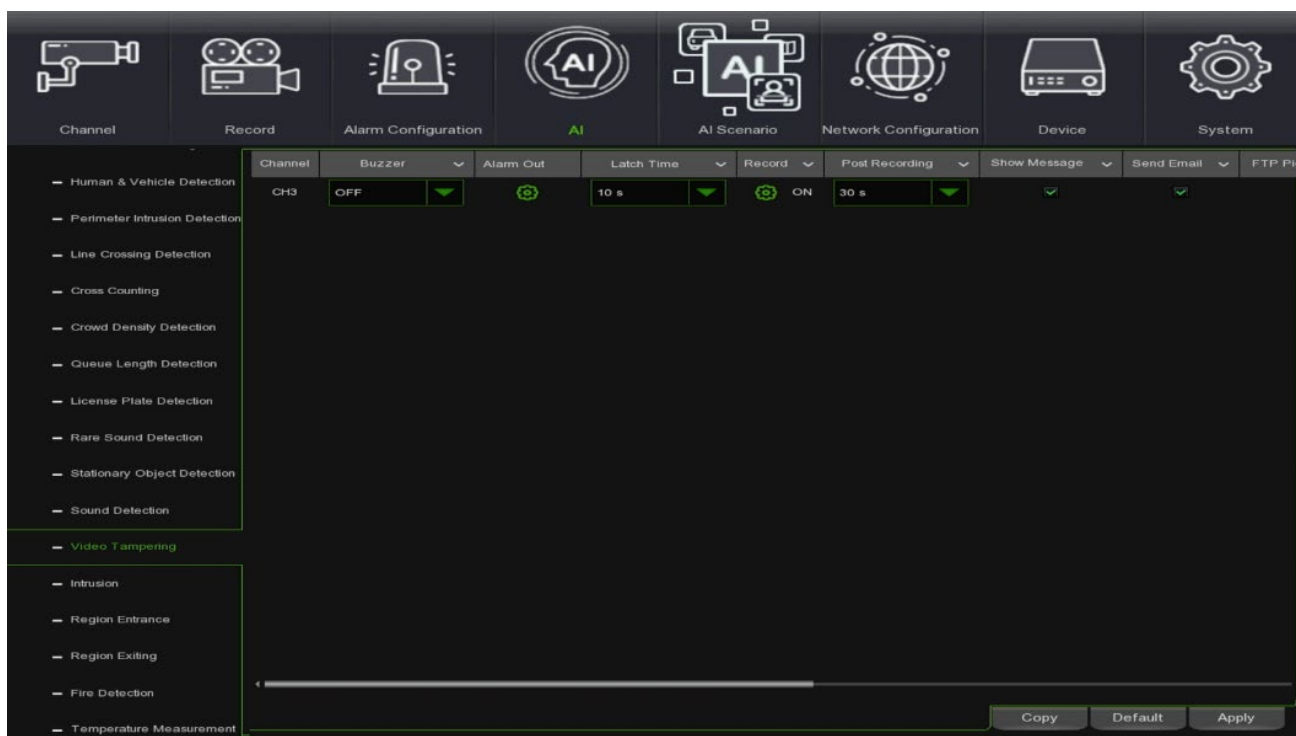 AI
AI
Channel Record Alarm Configuration AI AI Scenario Network Configuration Device System
Channel Buzzer Alarm Out Latch Time Record Post Recording Show Message Send Email FTP
Human & Vehicle Detection
CH3 OFF 10 s ON 30 s
Perimeter Intrusion Detection
Line Crossing Detection
Cross Counting
Crowd Density Detection
Queue Length Detection
License Plate Detection
Rare Sound Detection
Stationary Object Detection
Sound Detection
Video Tampering
Intrusion
Region Entrance
Region Exiting
Fire Detection
Temperature Measurement
Copy Default Apply